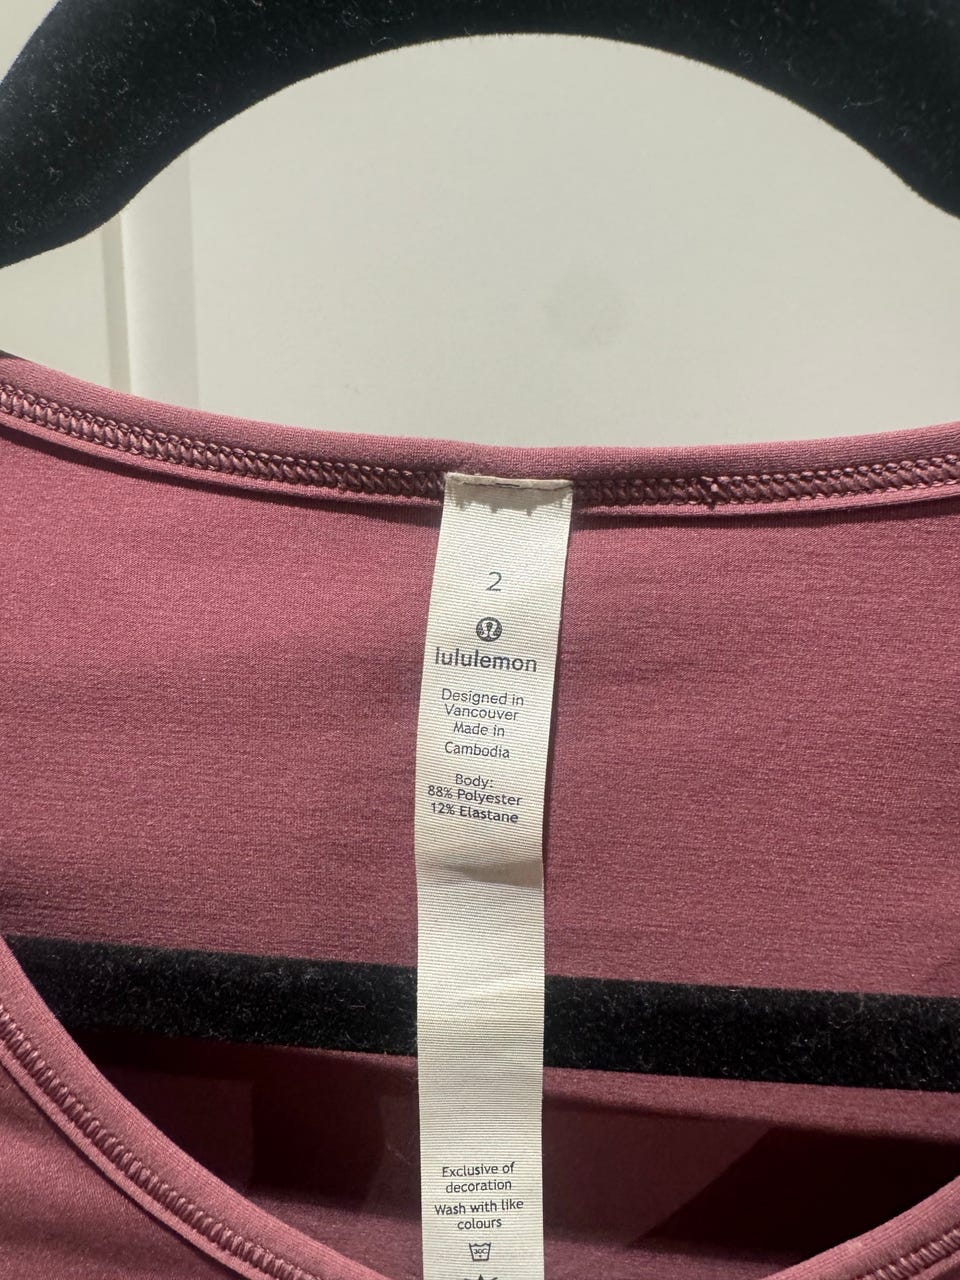 2
lululemon
Designed in
Vancouver
Made in
Cambodia
Body:
88% Polyester
12% Elastane
Exclusive of
decoration
Wash with like
colours
30C